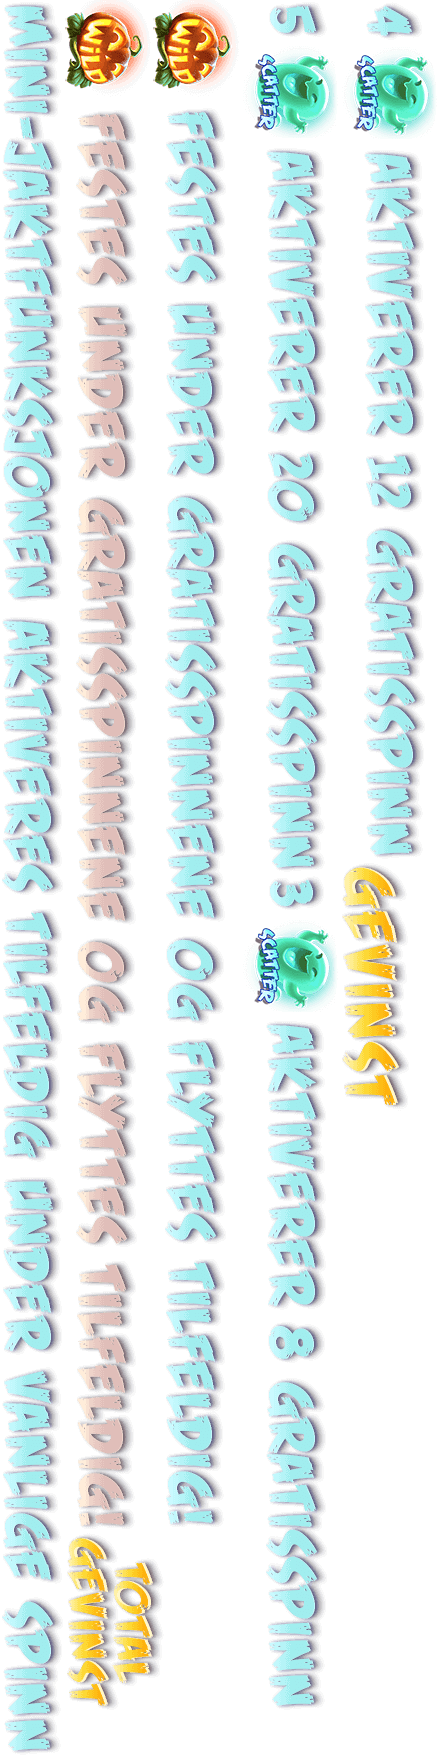 4 SCATTER AKTIVERER 12 GRATISSPINN
GEVINST
5 SCATTER AKTIVERER 20 GRATISSPINN
3 SCATTER AKTIVERER 8 GRATISSPINN
WILD FESTES UNDER GRATISSPINNENE OG FLYTTES TILFELDIG!
WILD FESTES UNDER GRATISSPINNENE OG FLYTTES TILFELDIG!
TOTAL
GEVINST
MINI-JAKTFUNKSJONEN AKTIVERES TILFELDIG UNDER VANLIGE SPINN